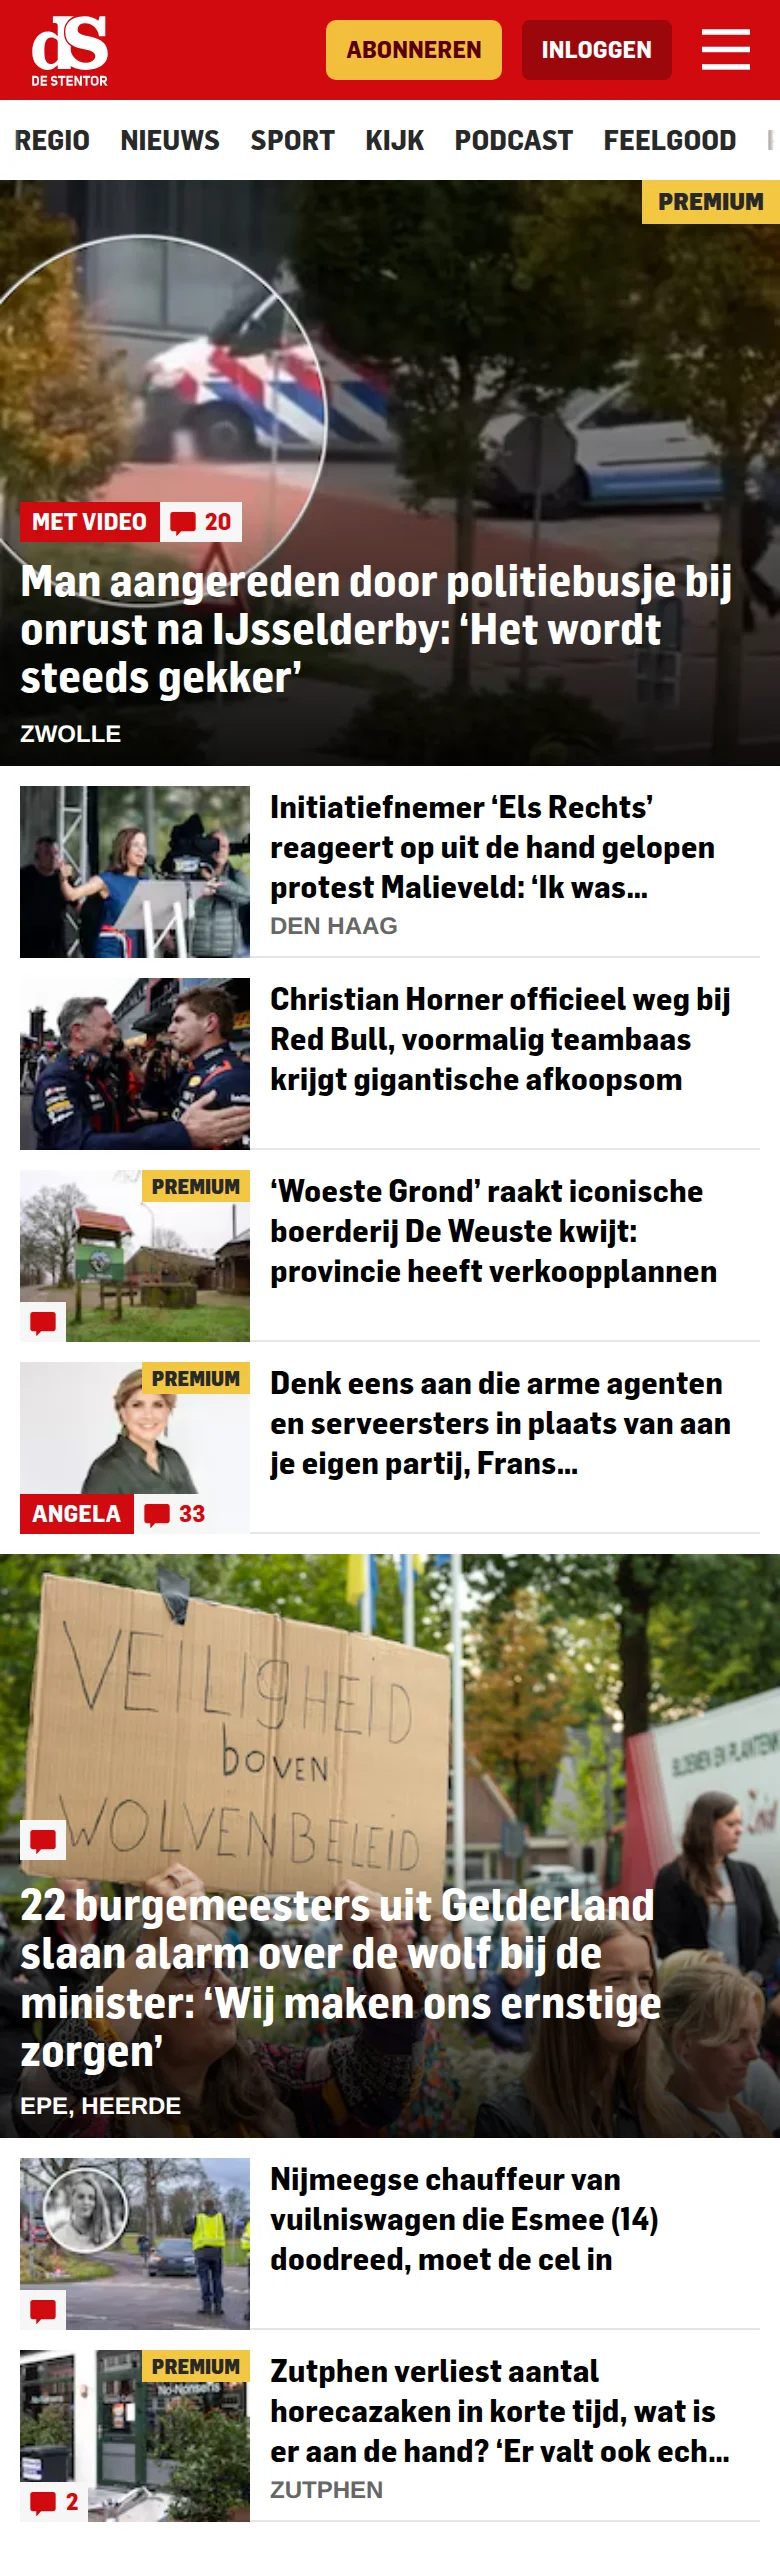 dS
DE STENTOR
ABONNEREN
INLOGGEN
REGIO NIEUWS SPORT KIJK PODCAST FEELGOOD
PREMIUM
MET VIDEO 20
Man aangereden door politiebusje bij
onrust na IJsselderby: ‘Het wordt
steeds gekker’
ZWOLLE
Initiatiefnemer ‘Els Rechts’
reageert op uit de hand gelopen
protest Malieveld: ‘Ik was...
DEN HAAG
Christian Horner officieel weg bij
Red Bull, voormalig teambaas
krijgt gigantische afkoopsom
PREMIUM
‘Woeste Grond’ raakt iconische
boerderij De Weuste kwijt:
provincie heeft verkoopplannen
PREMIUM
ANGELA 33
Denk eens aan die arme agenten
en serveersters in plaats van aan
je eigen partij, Frans...
VEILIGHEID
BOVEN
WOLVENBELEID
BLOEMEN EN PLANTEN
22 burgemeesters uit Gelderland
slaan alarm over de wolf bij de
minister: ‘Wij maken ons ernstige
zorgen’
EPE, HEERDE
Nijmeegse chauffeur van
vuilniswagen die Esmee (14)
doodreed, moet de cel in
PREMIUM
No-Nonsens
2
Zutphen verliest aantal
horecazaken in korte tijd, wat is
er aan de hand? ‘Er valt ook ech...
ZUTPHEN